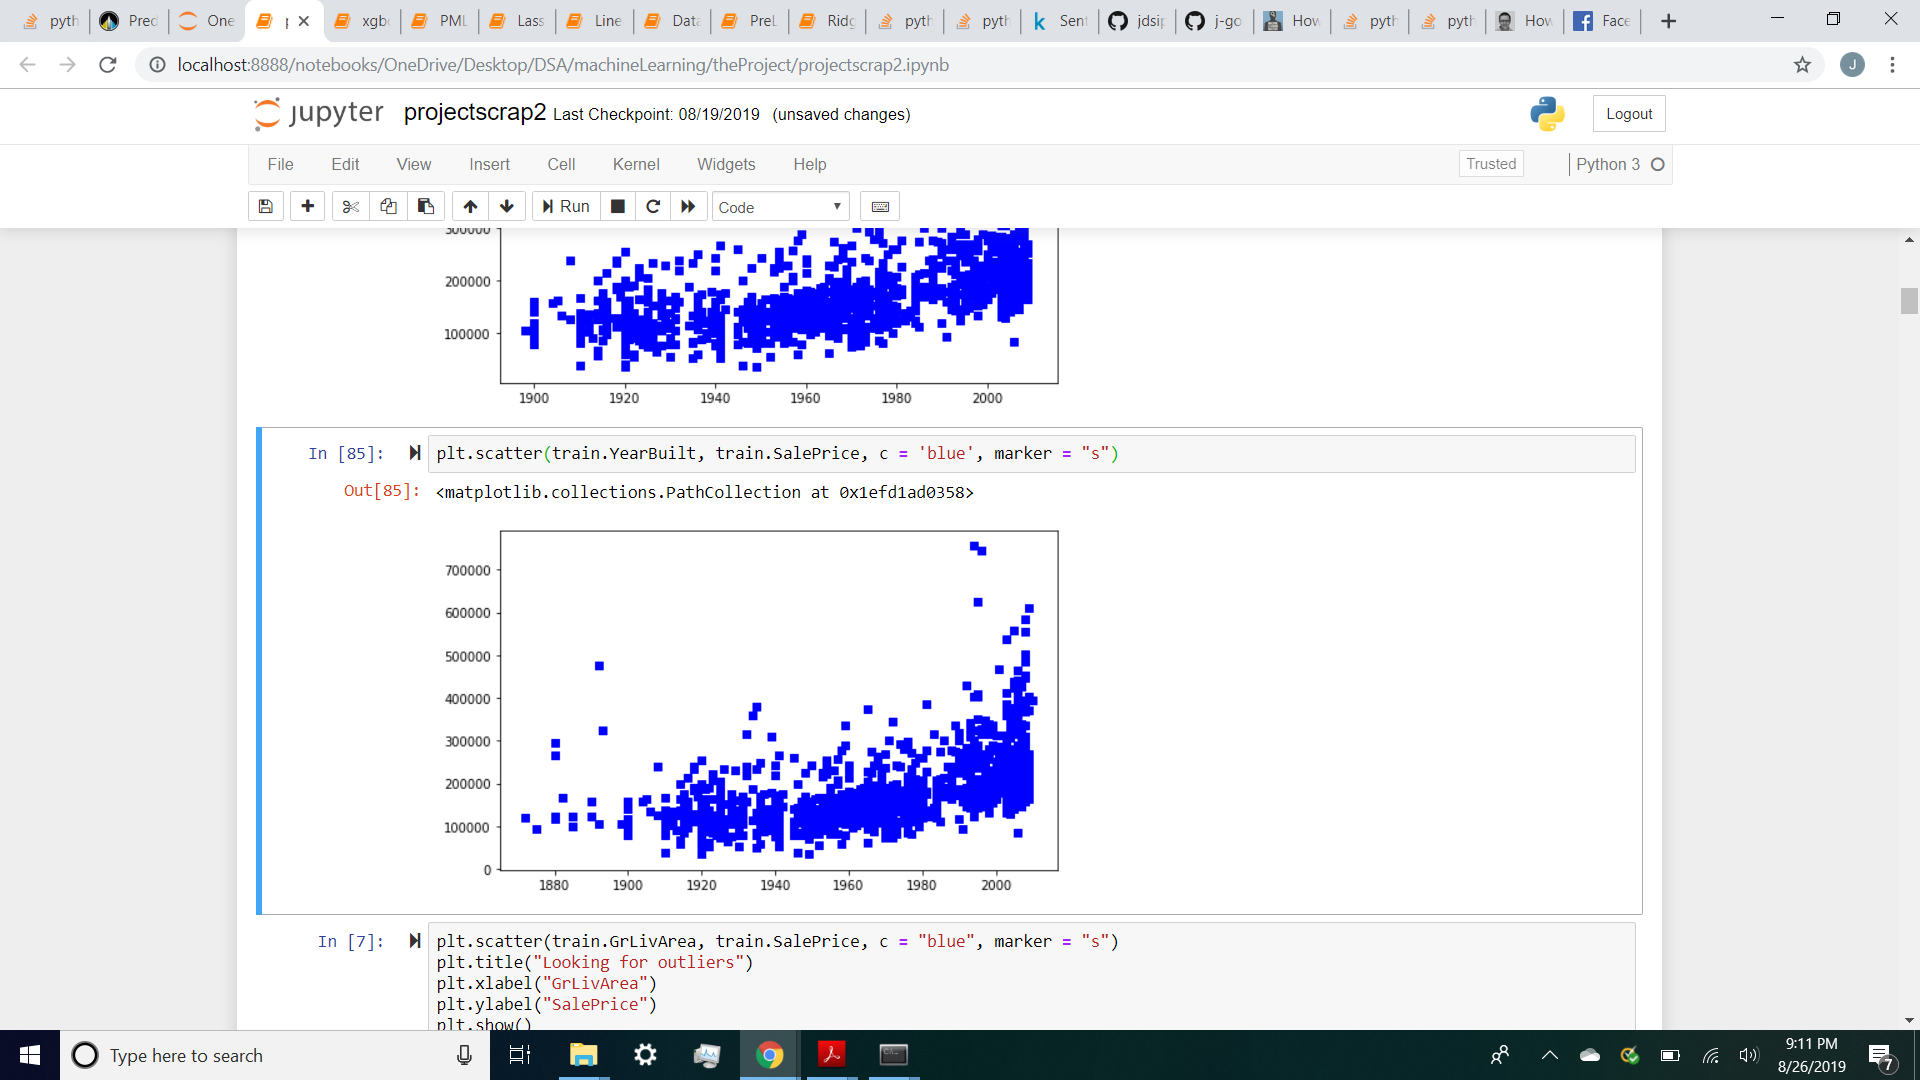 pyth
Pred
One
p
xgbo
PML
Lass
Line
Data
PreL
Ridg
pyth
pyth
Sent
jdsip
j-go
How
pyth
pyth
How
Face
localhost:8888/notebooks/OneDrive/Desktop/DSA/machineLearning/theProject/projectscrap2.ipynb
J
jupyter projectscrap2 Last Checkpoint: 08/19/2019 (unsaved changes)
Logout
File Edit View Insert Cell Kernel Widgets Help
Trusted
Python 3
Run
Code
300000
200000
100000
1900 1920 1940 1960 1980 2000
In [85]: plt.scatter(train.YearBuilt, train.SalePrice, c = 'blue', marker = "s")
Out[85]: <matplotlib.collections.PathCollection at 0x1efd1ad0358>
700000
600000
500000
400000
300000
200000
100000
0
1880 1900 1920 1940 1960 1980 2000
In [7]: plt.scatter(train.GrLivArea, train.SalePrice, c = "blue", marker = "s")
plt.title("Looking for outliers")
plt.xlabel("GrLivArea")
plt.ylabel("SalePrice")
plt.show()
Type here to search
9:11 PM
8/26/2019
7